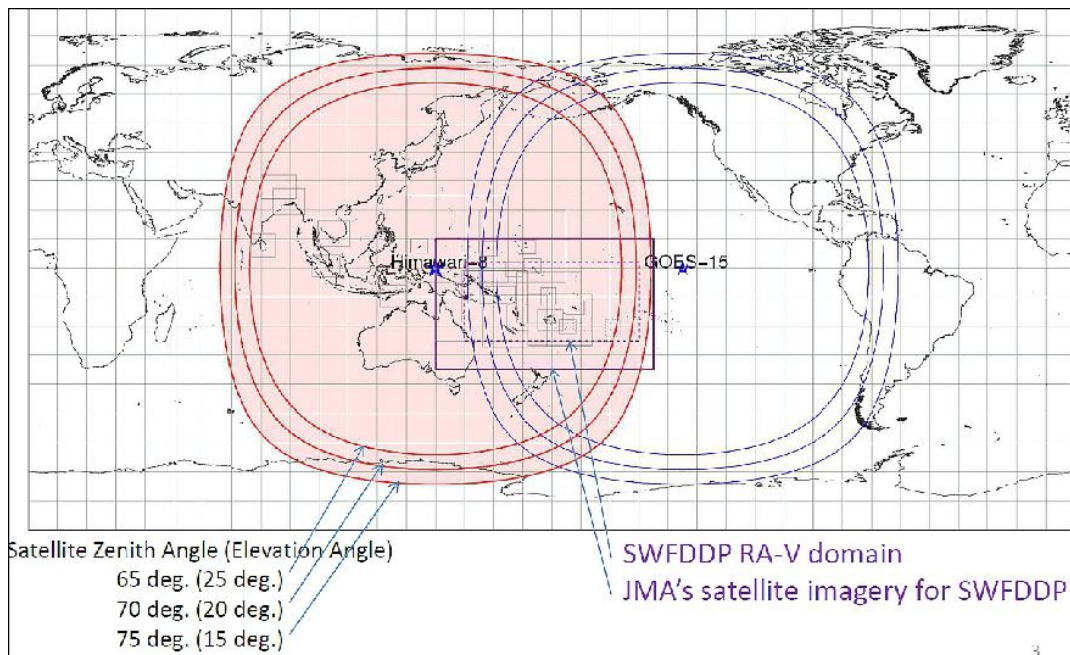 Himawari-8
GOES-15
Satellite Zenith Angle (Elevation Angle)
65 deg. (25 deg.)
70 deg. (20 deg.)
75 deg. (15 deg.)
SWFDDP RA-V domain
JMA's satellite imagery for SWFDDP
3